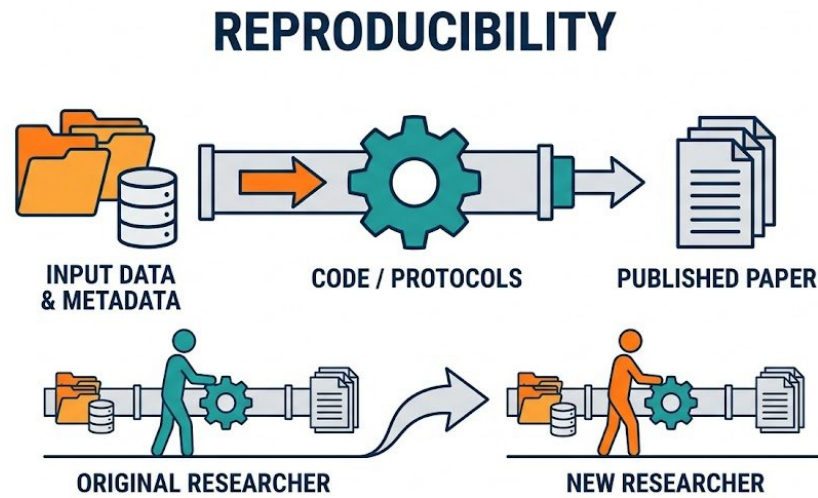 REPRODUCIBILITY
INPUT DATA
& METADATA
CODE / PROTOCOLS
PUBLISHED PAPER
ORIGINAL RESEARCHER
NEW RESEARCHER